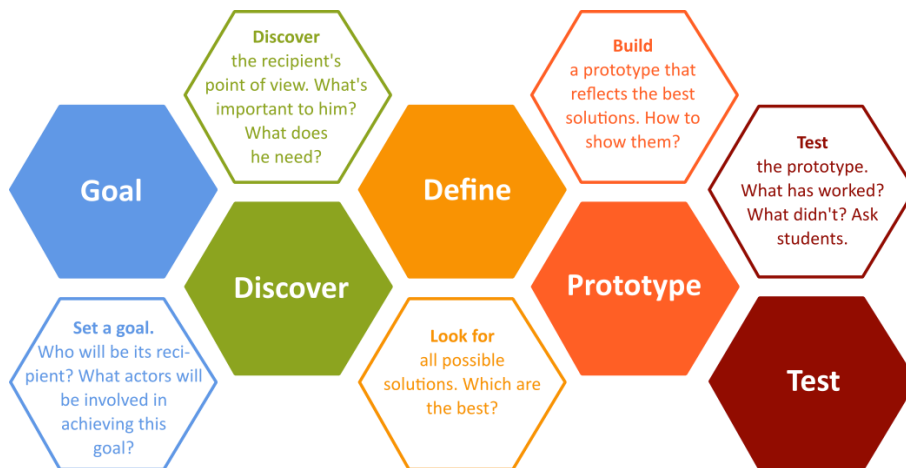 Goal
Set a goal.
Who will be its reci-
pient? What actors will
be involved in
achieving this
goal?
Discover
the recipient's
point of view. What's
important to him?
What does
he need?
Discover
Define
Look for
all possible
solutions. Which are
the best?
Build
a prototype that
reflects the best
solutions. How to
show them?
Prototype
Test
the prototype.
What has worked?
What didn't? Ask
students.
Test